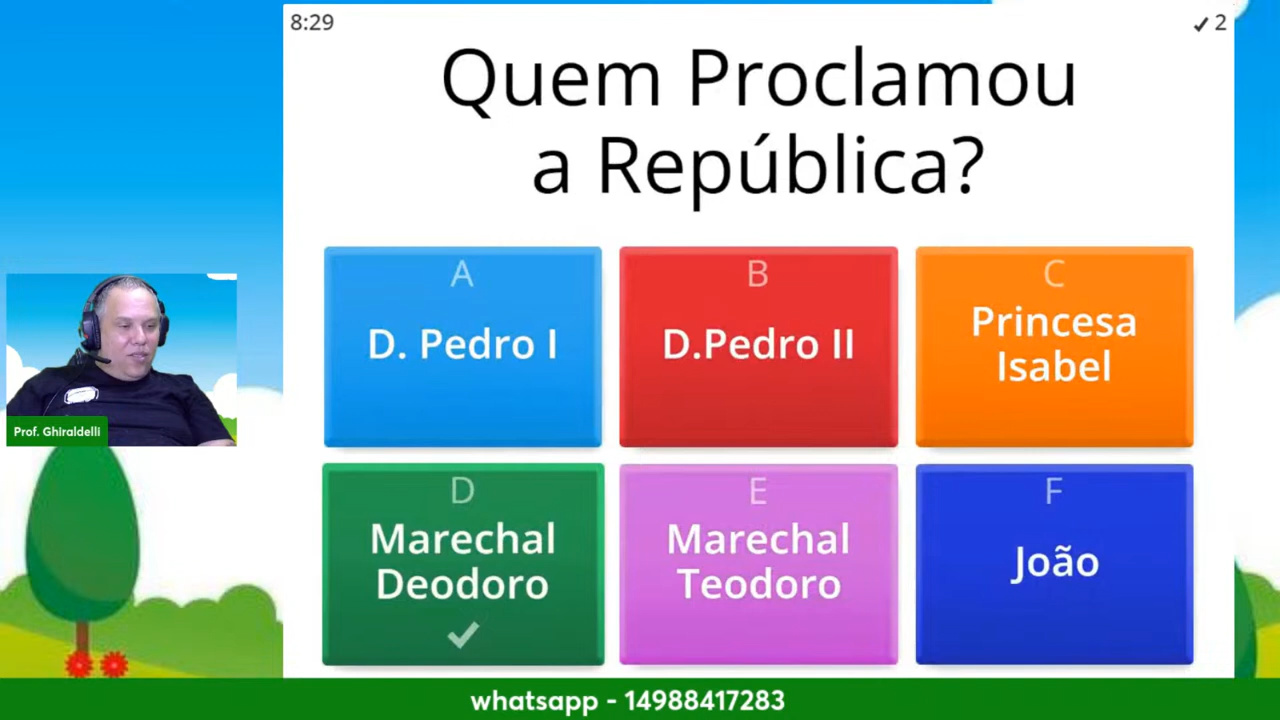 8:29
✓ 2
Quem Proclamou
a República?
A
D. Pedro I
B
D.Pedro II
C
Princesa
Isabel
D
Marechal
Deodoro
E
Marechal
Teodoro
F
João
Prof. Ghiraldelli
whatsapp - 14988417283